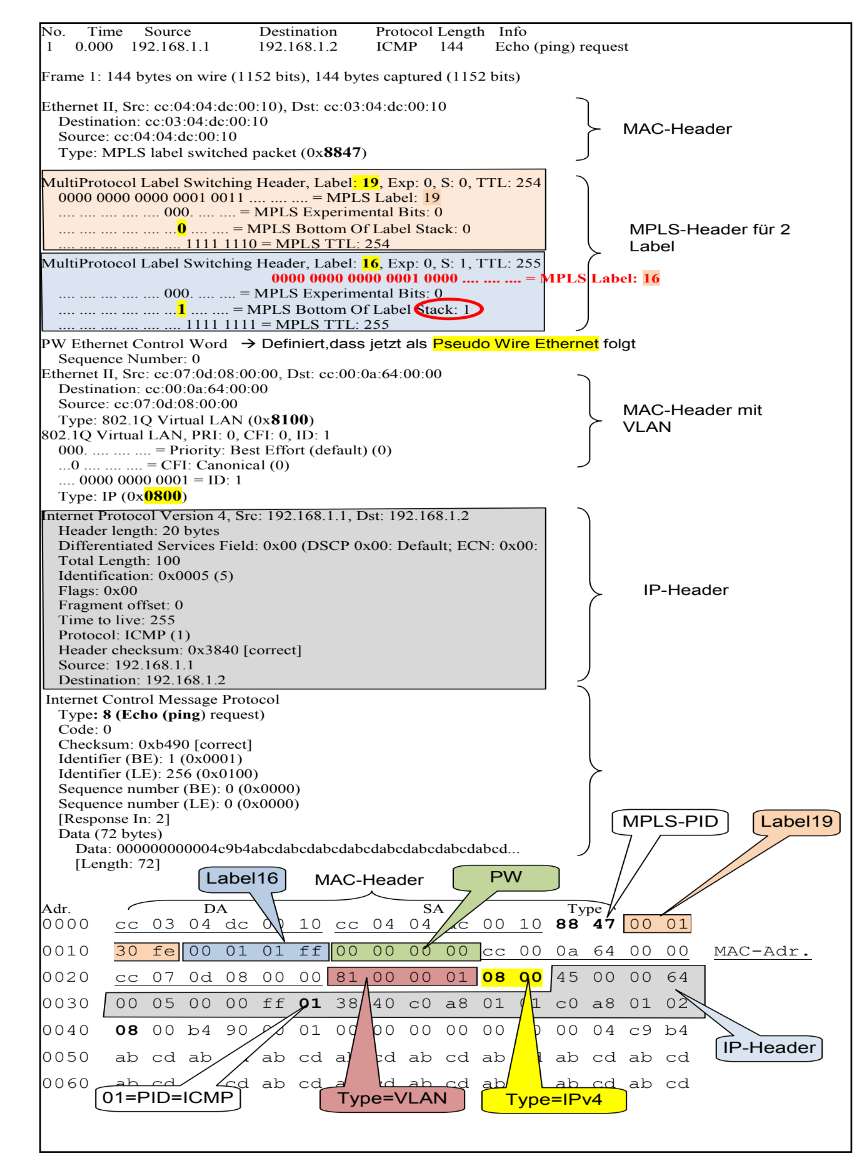 No. Time Source Destination Protocol Length Info
1 0.000 192.168.1.1 192.168.1.2 ICMP 144 Echo (ping) request
Frame 1: 144 bytes on wire (1152 bits), 144 bytes captured (1152 bits)
Ethernet II, Src: cc:04:04:dc:00:10), Dst: cc:03:04:dc:00:10
Destination: cc:03:04:dc:00:10
Source: cc:04:04:dc:00:10
Type: MPLS label switched packet (0x8847)
MAC-Header
MultiProtocol Label Switching Header, Label: 19, Exp: 0, S: 0, TTL: 254
0000 0000 0000 0001 0011 .... .... .... = MPLS Label: 19
.... .... .... .... .... 000. .... .... = MPLS Experimental Bits: 0
.... .... .... .... .... ...0 .... .... = MPLS Bottom Of Label Stack: 0
.... .... .... .... .... .... 1111 1110 = MPLS TTL: 254
MPLS-Header für 2
Label
MultiProtocol Label Switching Header, Label: 16, Exp: 0, S: 1, TTL: 255
0000 0000 0000 0001 0000 .... .... .... = MPLS Label: 16
.... .... .... .... .... 000. .... .... = MPLS Experimental Bits: 0
.... .... .... .... .... ...1 .... .... = MPLS Bottom Of Label Stack: 1
.... .... .... .... .... .... 1111 1111 = MPLS TTL: 255
PW Ethernet Control Word → Definiert,dass jetzt als Pseudo Wire Ethernet folgt
Sequence Number: 0
Ethernet II, Src: cc:07:0d:08:00:00, Dst: cc:00:0a:64:00:00
Destination: cc:00:0a:64:00:00
Source: cc:07:0d:08:00:00
Type: 802.1Q Virtual LAN (0x8100)
802.1Q Virtual LAN, PRI: 0, CFI: 0, ID: 1
000. .... .... .... = Priority: Best Effort (default) (0)
...0 .... .... .... = CFI: Canonical (0)
.... 0000 0000 0001 = ID: 1
Type: IP (0x0800)
MAC-Header mit
VLAN
Internet Protocol Version 4, Src: 192.168.1.1, Dst: 192.168.1.2
Header length: 20 bytes
Differentiated Services Field: 0x00 (DSCP 0x00: Default; ECN: 0x00:
Total Length: 100
Identification: 0x0005 (5)
Flags: 0x00
Fragment offset: 0
Time to live: 255
Protocol: ICMP (1)
Header checksum: 0x3840 [correct]
Source: 192.168.1.1
Destination: 192.168.1.2
IP-Header
Internet Control Message Protocol
Type: 8 (Echo (ping) request)
Code: 0
Checksum: 0xb490 [correct]
Identifier (BE): 1 (0x0001)
Identifier (LE): 256 (0x0100)
Sequence number (BE): 0 (0x0000)
Sequence number (LE): 0 (0x0000)
[Response In: 2]
Data (72 bytes)
Data: 000000000004c9b4abcdabcdabcdabcdabcdabcdabcdabcd...
[Length: 72]
MPLS-PID
Label19
Label16
MAC-Header
PW
Adr. DA SA Type
0000 cc 03 04 dc 00 10 cc 04 04 dc 00 10 88 47 00 01
0010 30 fe 00 01 01 ff 00 00 00 00 cc 00 0a 64 00 00 MAC-Adr.
0020 cc 07 0d 08 00 00 81 00 00 01 08 00 45 00 00 64
0030 00 05 00 00 ff 01 38 40 c0 a8 01 01 c0 a8 01 02
0040 08 00 b4 90 00 01 00 00 00 00 00 00 00 04 c9 b4
0050 ab cd ab ab cd ab cd ab cd ab ab cd ab cd
0060 ab cd cd ab cd ab cd ab cd ab ab cd ab cd
IP-Header
01=PID=ICMP
Type=VLAN
Type=IPv4